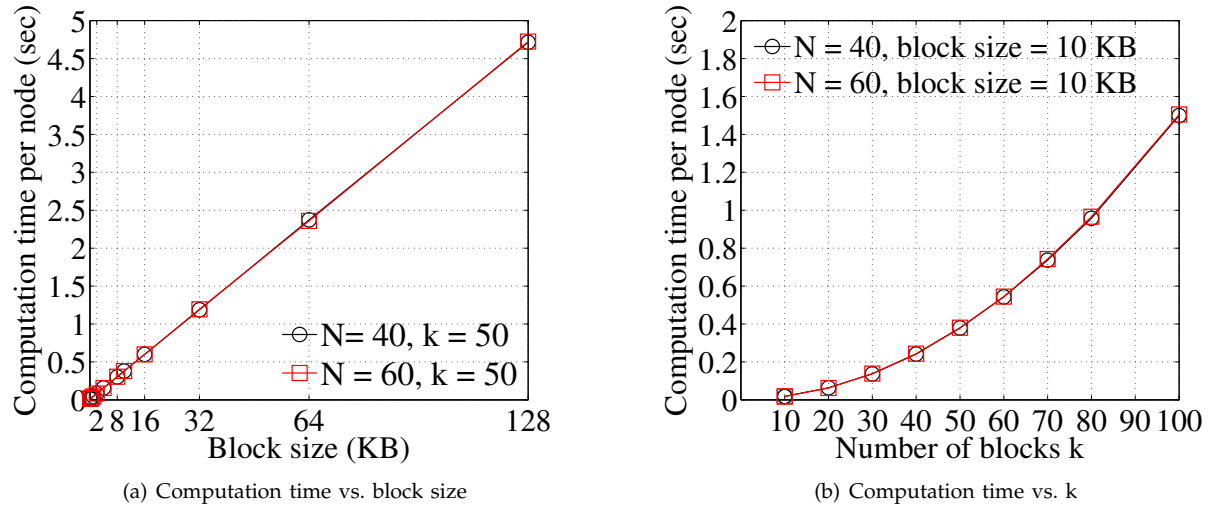 Computation time per node (sec)
5
4.5
4
3.5
3
2.5
2
1.5
1
0.5
0
N= 40, k = 50
N = 60, k = 50
2 8 16 32 64 128
Block size (KB)
(a) Computation time vs. block size
Computation time per node (sec)
2
1.8
1.6
1.4
1.2
1
0.8
0.6
0.4
0.2
0
N = 40, block size = 10 KB
N = 60, block size = 10 KB
10 20 30 40 50 60 70 80 90 100
Number of blocks k
(b) Computation time vs. k